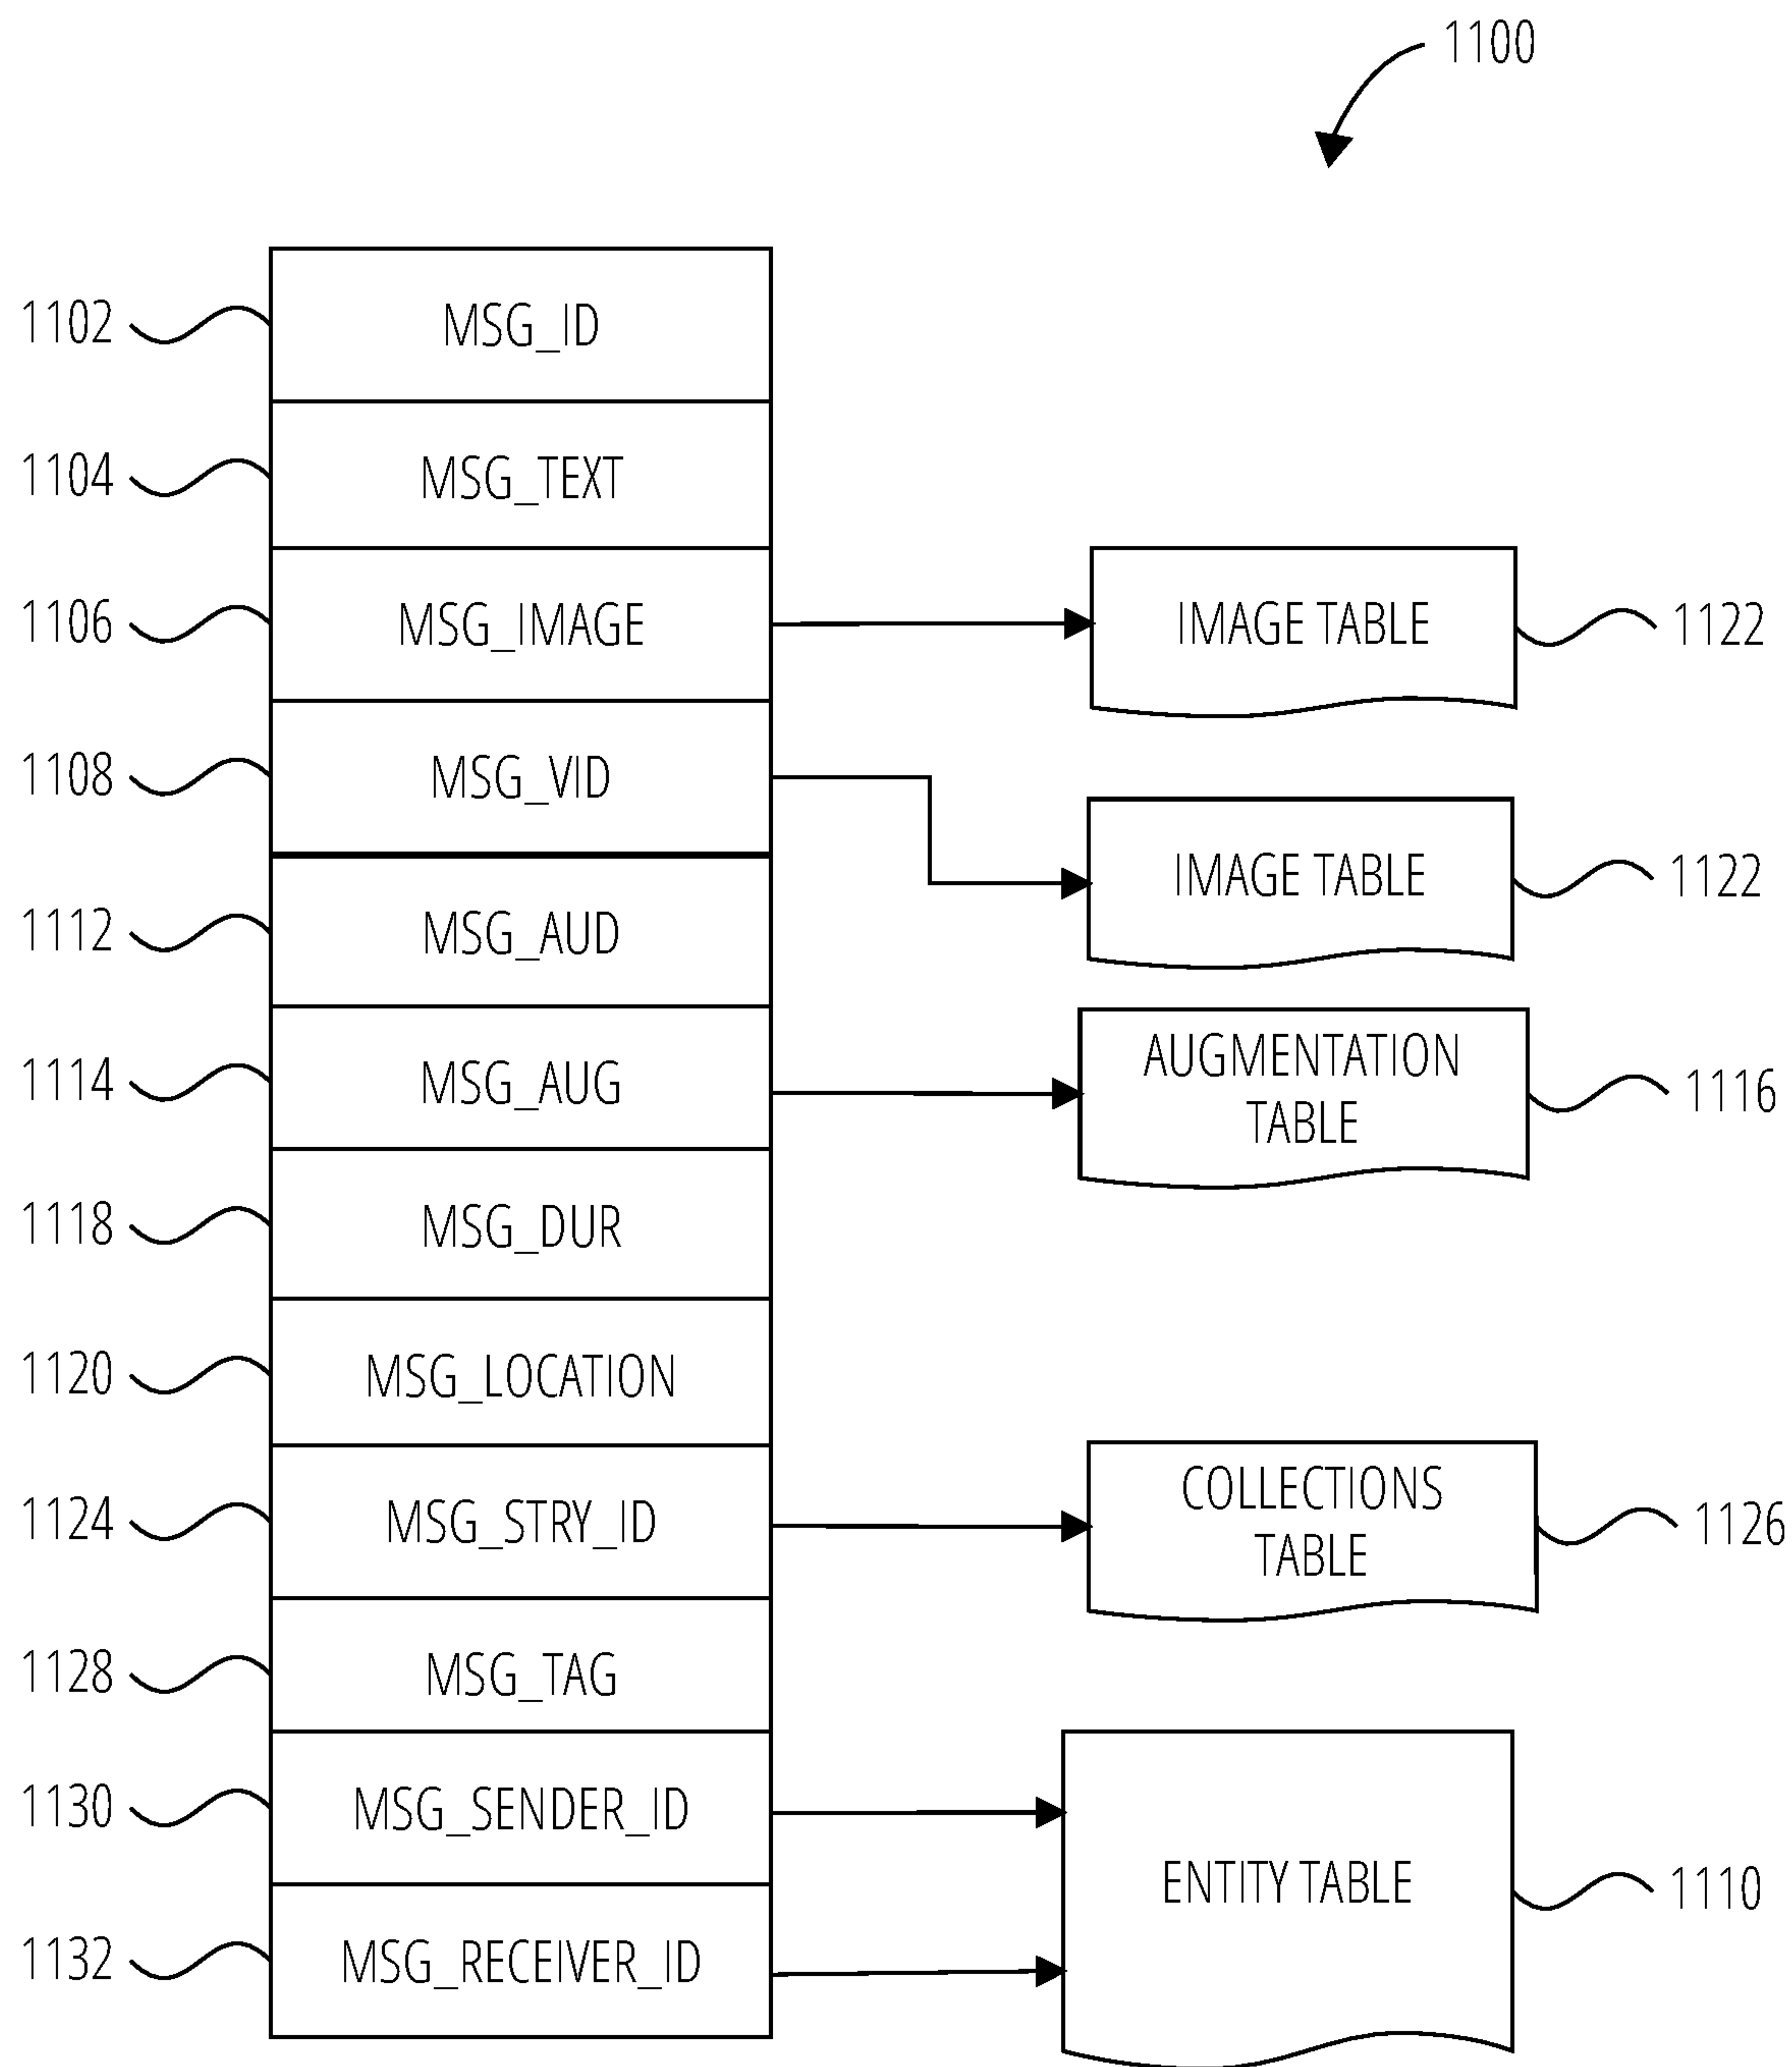 1100
1102 MSG_ID
1104 MSG_TEXT
1106 MSG_IMAGE IMAGE TABLE 1122
1108 MSG_VID
IMAGE TABLE 1122
1112 MSG_AUD
AUGMENTATION
1114 MSG_AUG 1116
TABLE
1118 MSG_DUR
1120 MSG_LOCATION
COLLECTIONS
1124 MSG_STRY_ID 1126
TABLE
1128 MSG_TAG
1130 MSG_SENDER_ID
ENTITY TABLE 1110
1132 MSG_RECEIVER_ID